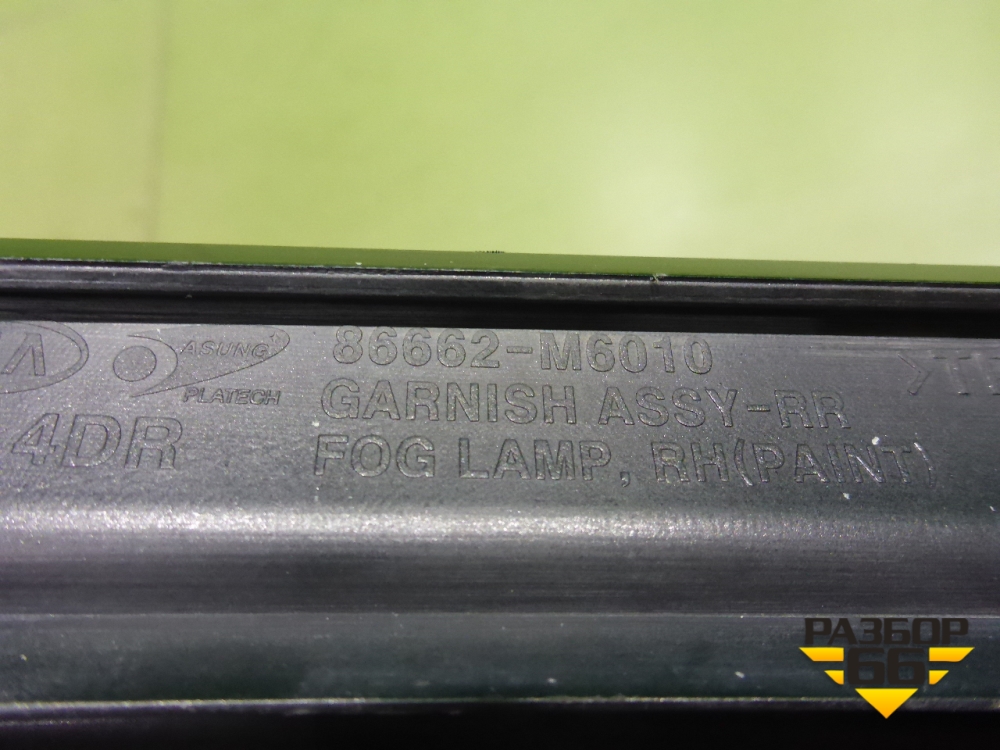 ASUNG
PLATECH
4DR
86662-M6010
GARNISH ASSY-RR
FOG LAMP, RH(PAINT)
РАЗБОР
66